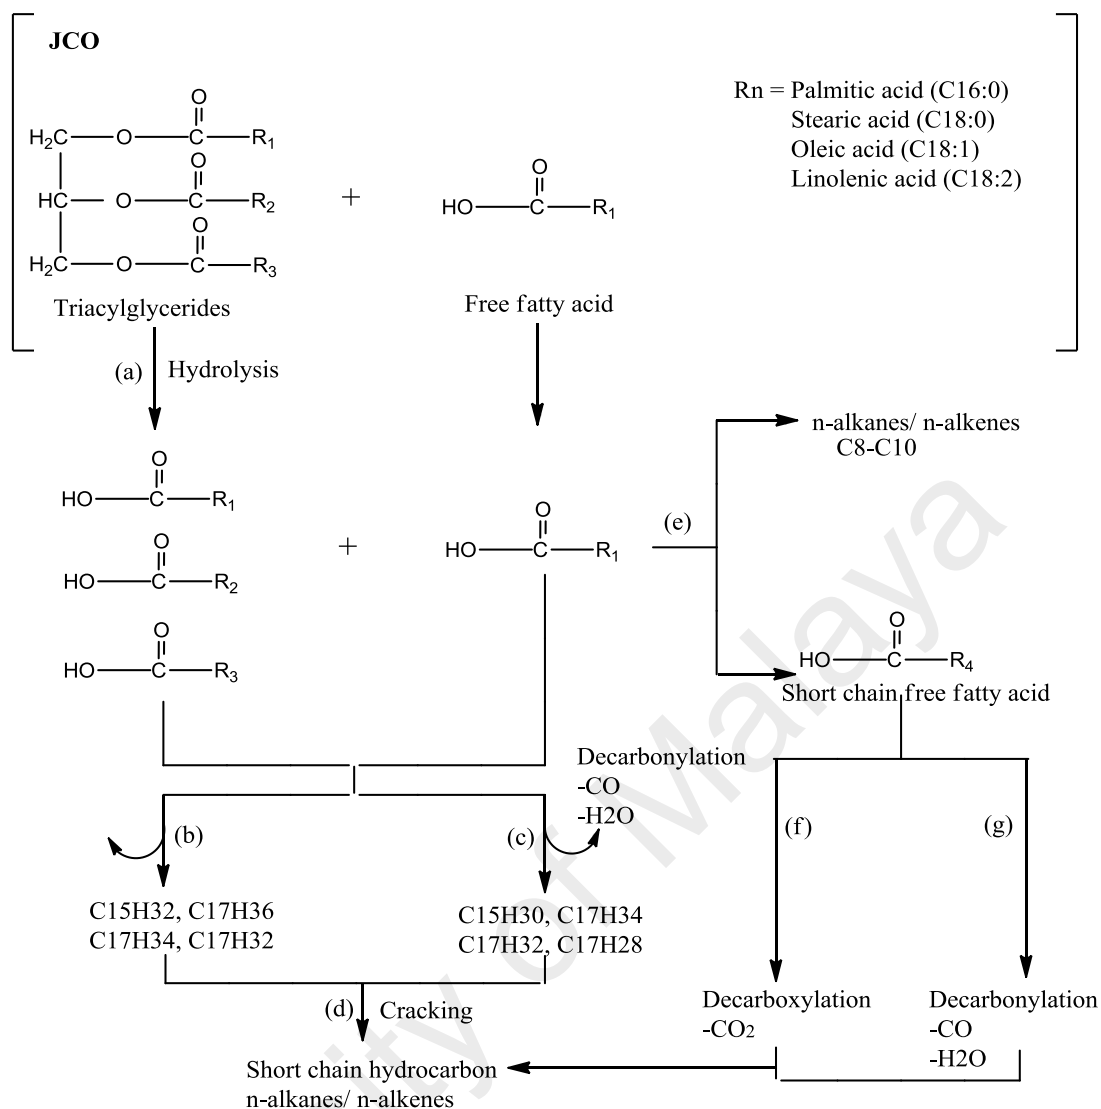 JCO
Rn = Palmitic acid (C16:0)
Stearic acid (C18:0)
Oleic acid (C18:1)
Linolenic acid (C18:2)
O
H2C O C R1
O
HC O C R2
O
H2C O C R3
+
O
HO C R1
Triacylglycerides
Free fatty acid
(a) Hydrolysis
n-alkanes/ n-alkenes
C8-C10
O
HO C R1
O
HO C R2
O
HO C R3
+
O
HO C R1
(e)
O
HO C R4
Short chain free fatty acid
Decarbonylation
-CO
-H2O
(b)
(c)
(f)
(g)
C15H32, C17H36
C17H34, C17H32
C15H30, C17H34
C17H32, C17H28
(d) Cracking
Decarboxylation
-CO2
Decarbonylation
-CO
-H2O
Short chain hydrocarbon
n-alkanes/ n-alkenes
ity of Malaya